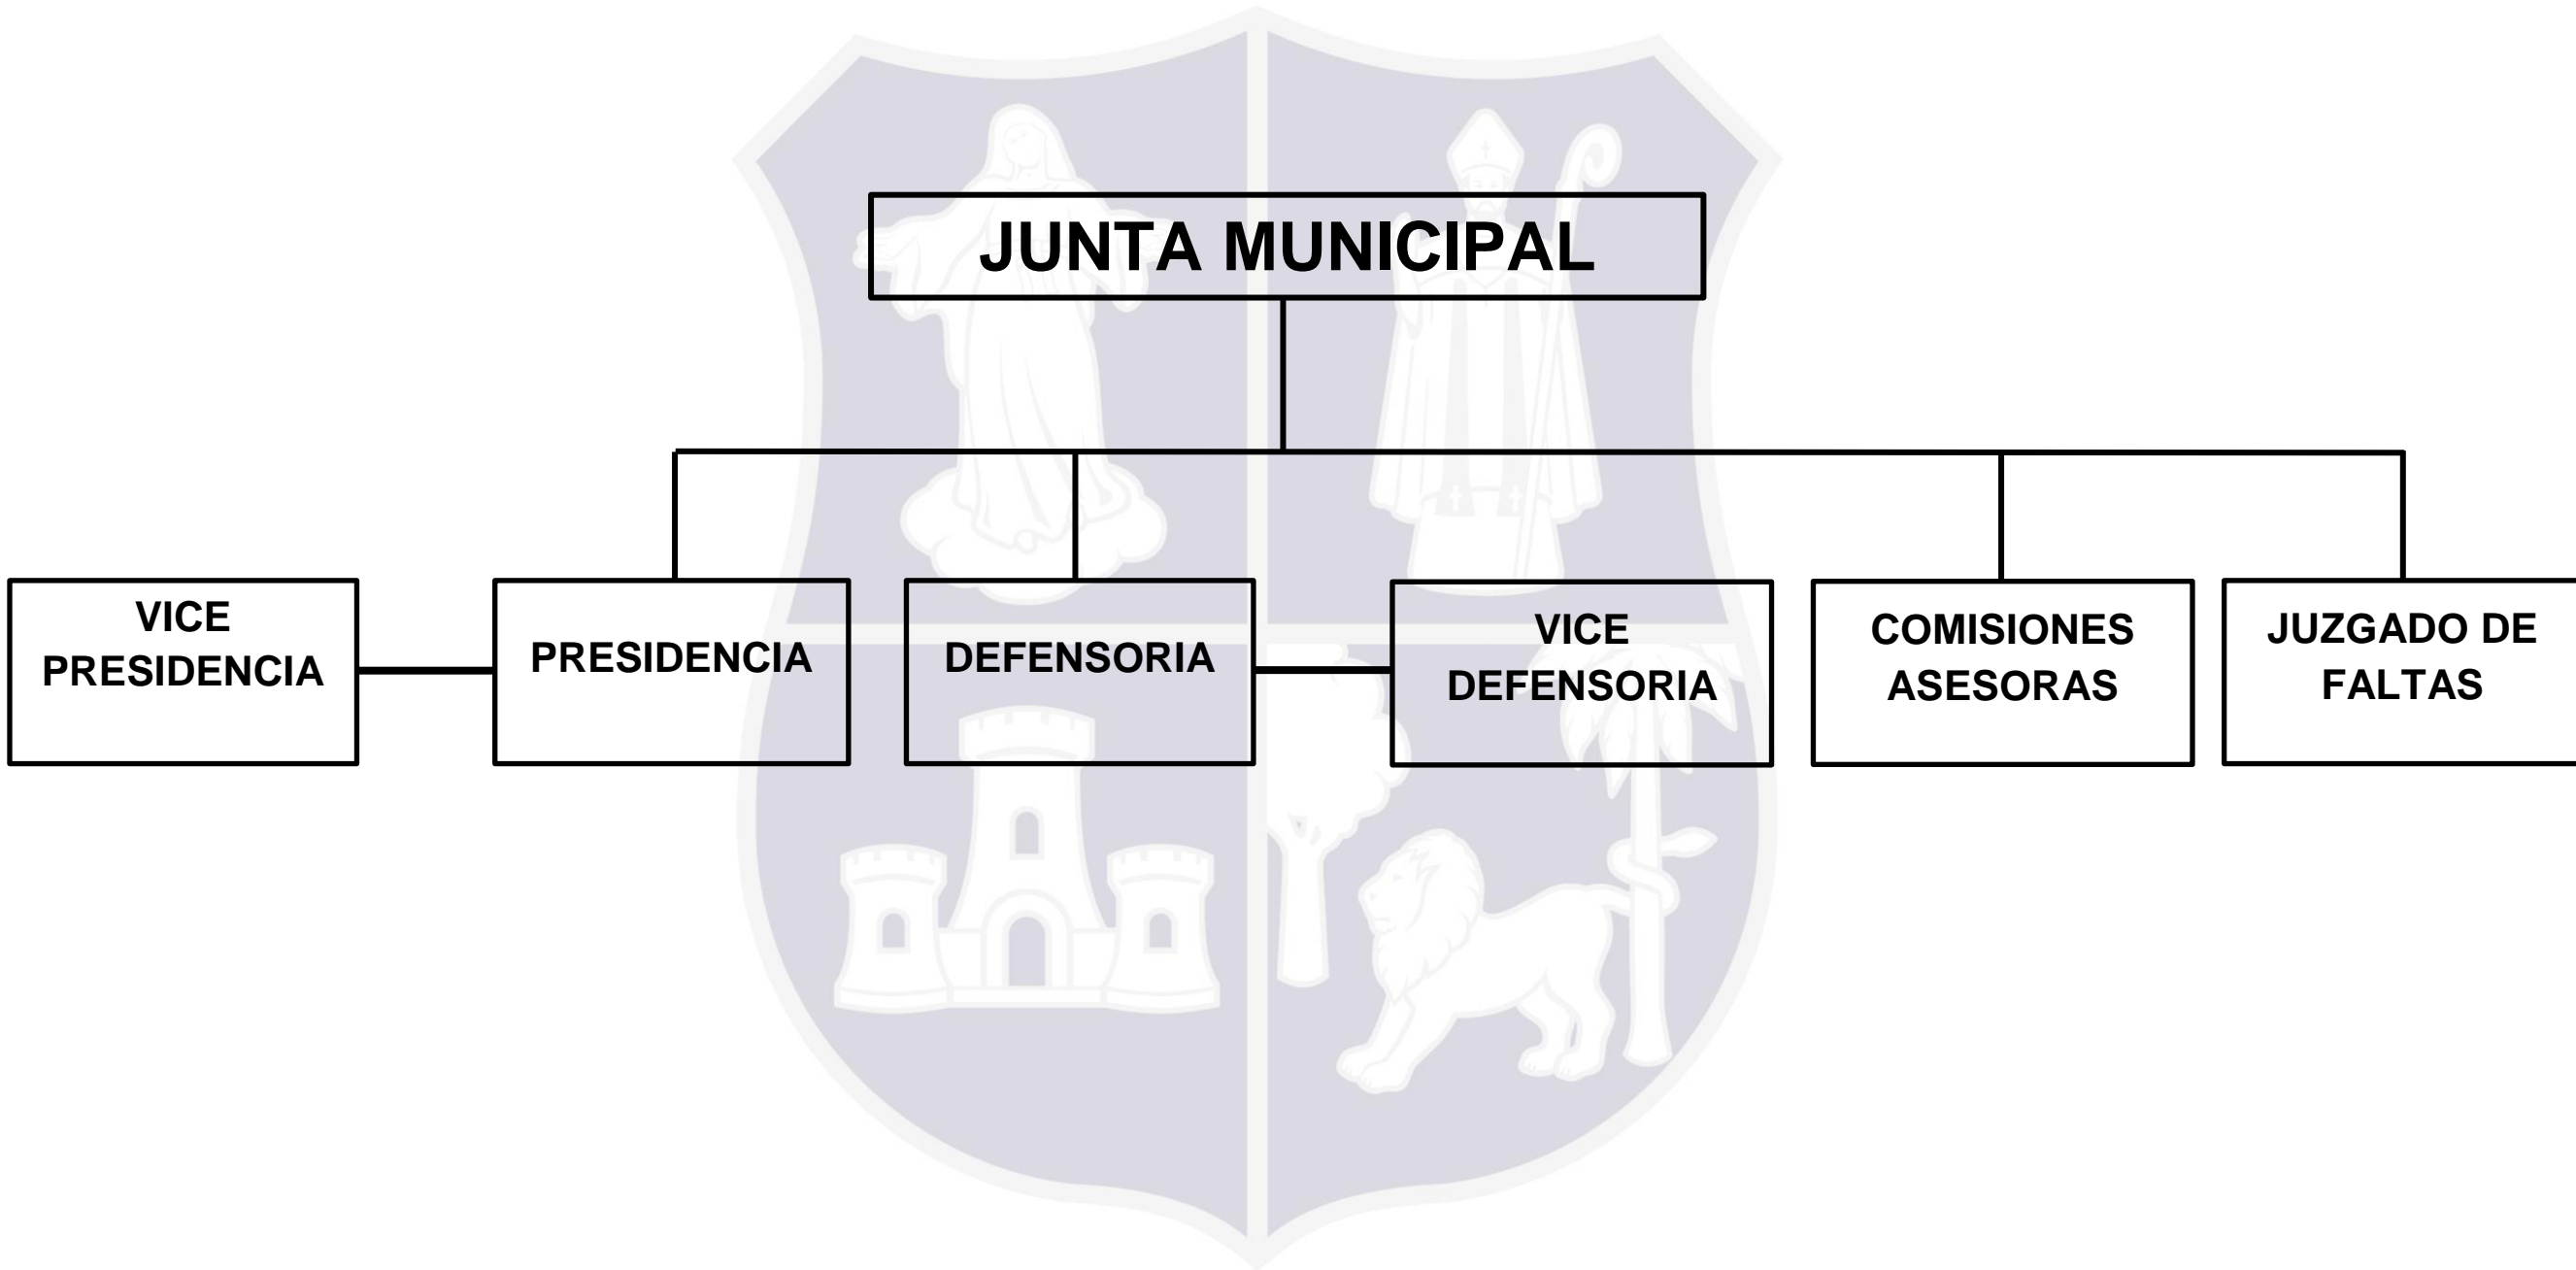 JUNTA MUNICIPAL
VICE
PRESIDENCIA
PRESIDENCIA
DEFENSORIA
VICE
DEFENSORIA
COMISIONES
ASESORAS
JUZGADO DE
FALTAS